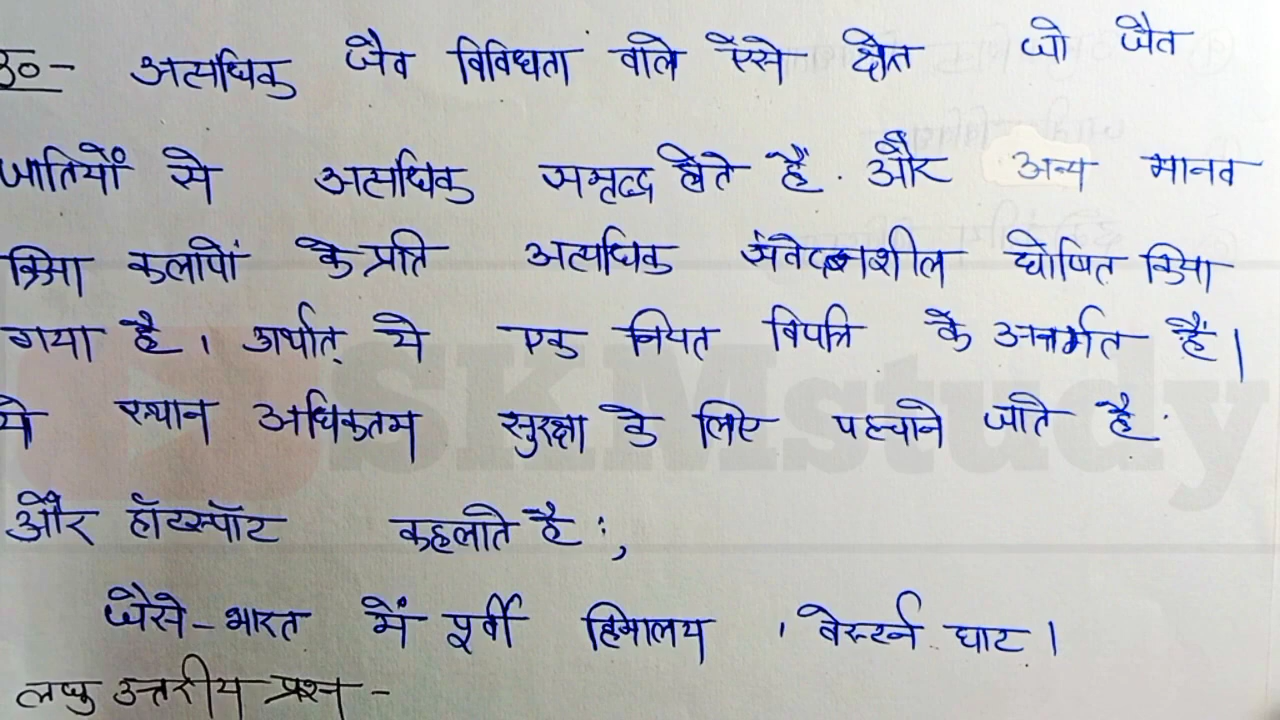 उ०- अत्यधिक जैव विविधता वाले ऐसे क्षेत्र जो जैव
जातियों से अत्यधिक समृद्ध होते हैं. और अन्य मानव
क्रिया कलापों के प्रति अत्यधिक संवेदनशील घोषित किया
गया है। अर्थात् ये एक नियत विपत्ति के अन्तर्गत हैं।
ये स्थान अधिकतम सुरक्षा के लिए पहचाने जाते है.
और हॉटस्पॉट कहलाते है:,
SKMstudy
जैसे-भारत में पूर्वी हिमालय, वेस्टर्न घाट।
लघु उत्तरीय प्रश्न-